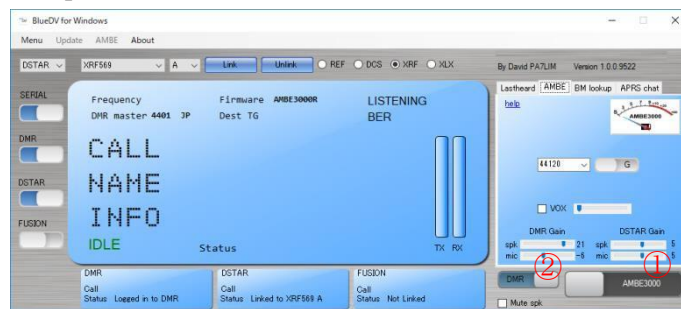 BlueDV for Windows
Menu Update AMBE About
DSTAR XRF569 A Link Unlink REF DCS XRF XLX By David PA7LIM Version 1.0.0.9522
Lastheard AMBE BM lookup APRS chat
SERIAL
DMR
DSTAR
FUSION
Frequency Firmware AMBE3000R LISTENING
DMR master 4401 JP Dest TG BER
CALL
NAME
INFO
IDLE Status TX RX
help
AMBE3000
44120 G
VOX
DMR Gain DSTAR Gain
spk 21 spk 5
mic -6 mic 5
② ①
DMR AMBE3000
Mute spk
DMR
Call
Status Logged in to DMR
DSTAR
Call
Status Linked to XRF569 A
FUSION
Call
Status Not Linked